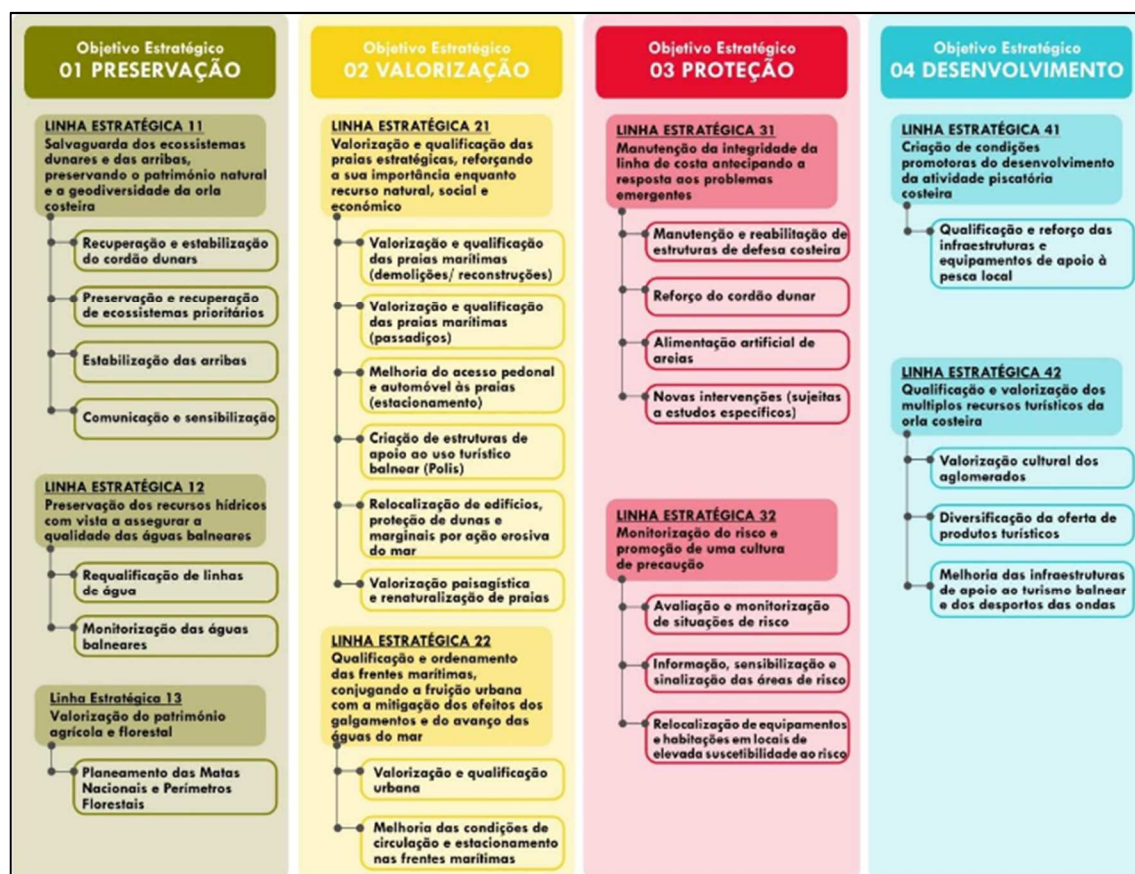 Objetivo Estratégico
01 PRESERVAÇÃO
LINHA ESTRATÉGICA 11
Salvaguarda dos ecossistemas
dunares e das arribas,
preservando o património natural
e a geodiversidade da orla
costeira
Recuperação e estabilização
do cordão dunars
Preservação e recuperação
de ecossistemas prioritários
Estabilização das arribas
Comunicação e sensibilização
LINHA ESTRATÉGICA 12
Preservação dos recursos hídricos
com vista a assegurar a
qualidade das águas balneares
Requalificação de linhas
de água
Monitorização das águas
balneares
Linha Estratégica 13
Valorização do património
agrícola e florestal
Planeamento das Matas
Nacionais e Perímetros
Florestais
Objetivo Estratégico
02 VALORIZAÇÃO
LINHA ESTRATÉGICA 21
Valorização e qualificação das
praias estratégicas, reforçando
a sua importância enquanto
recurso natural, social e
económico
Valorização e qualificação
das praias marítimas
(demolições/ reconstruções)
Valorização e qualificação
das praias marítimas
(passadiços)
Melhoria do acesso pedonal
e automóvel às praias
(estacionamento)
Criação de estruturas de
apoio ao uso turístico
balnear (Polis)
Relocalização de edifícios,
proteção de dunas e
marginais por ação erosiva
do mar
Valorização paisagística
e renaturalização de praias
LINHA ESTRATÉGICA 22
Qualificação e ordenamento
das frentes marítimas,
conjugando a fruição urbana
com a mitigação dos efeitos dos
galgamentos e do avanço das
águas do mar
Valorização e qualificação
urbana
Melhoria das condições de
circulação e estacionamento
nas frentes marítimas
Objetivo Estratégico
03 PROTEÇÃO
LINHA ESTRATÉGICA 31
Manutenção da integridade da
linha de costa antecipando a
resposta aos problemas
emergentes
Manutenção e reabilitação de
estruturas de defesa costeira
Reforço do cordão dunar
Alimentação artificial de
areias
Novas intervenções (sujeitas
a estudos específicos)
LINHA ESTRATÉGICA 32
Monitorização do risco e
promoção de uma cultura
de precaução
Avaliação e monitorização
de situações de risco
Informação, sensibilização e
sinalização das áreas de risco
Relocalização de equipamentos
e habitações em locais de
elevada suscetibilidade ao risco
Objetivo Estratégico
04 DESENVOLVIMENTO
LINHA ESTRATÉGICA 41
Criação de condições
promotoras do desenvolvimento
da atividade piscatória
costeira
Qualificação e reforço das
infraestruturas e
equipamentos de apoio à
pesca local
LINHA ESTRATÉGICA 42
Qualificação e valorização dos
multiplos recursos turísticos da
orla costeira
Valorização cultural dos
aglomerados
Diversificação da oferta de
produtos turísticos
Melhoria das infraestruturas
de apoio ao turismo balnear
e dos desportos das ondas